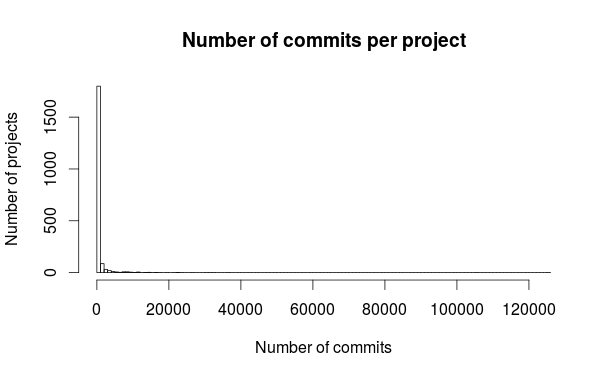 Number of commits per project
Number of projects
1500
1000
500
0
0 20000 40000 60000 80000 100000 120000
Number of commits